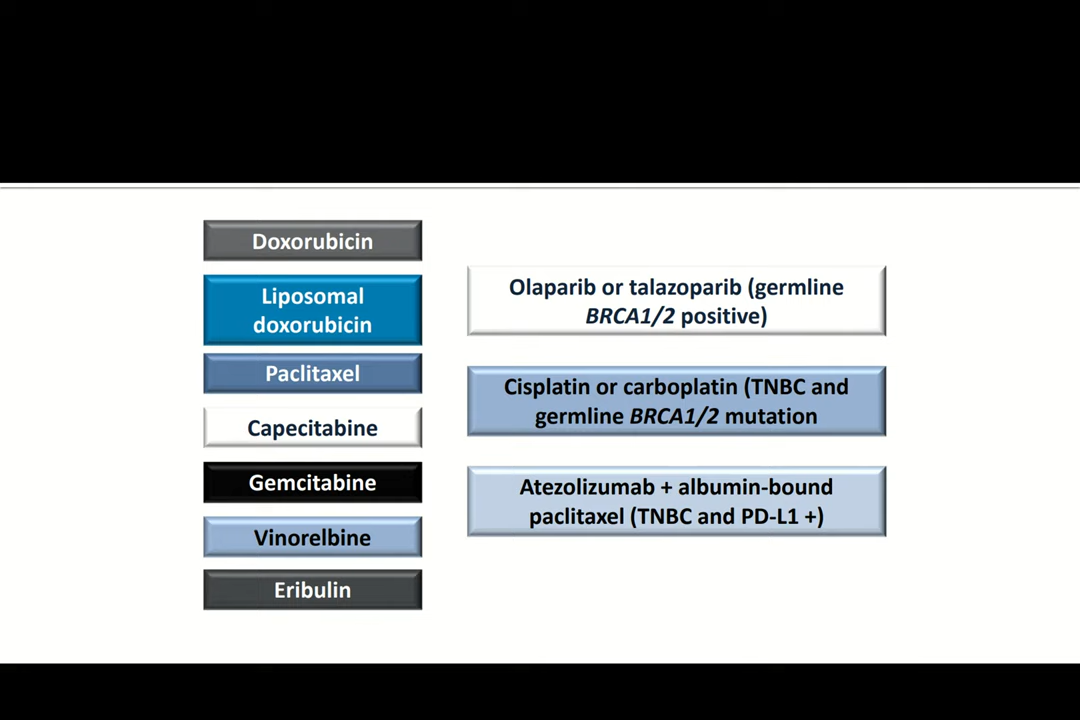 Doxorubicin
Liposomal
doxorubicin
Paclitaxel
Capecitabine
Gemcitabine
Vinorelbine
Eribulin
Olaparib or talazoparib (germline
BRCA1/2 positive)
Cisplatin or carboplatin (TNBC and
germline BRCA1/2 mutation
Atezolizumab + albumin-bound
paclitaxel (TNBC and PD-L1 +)